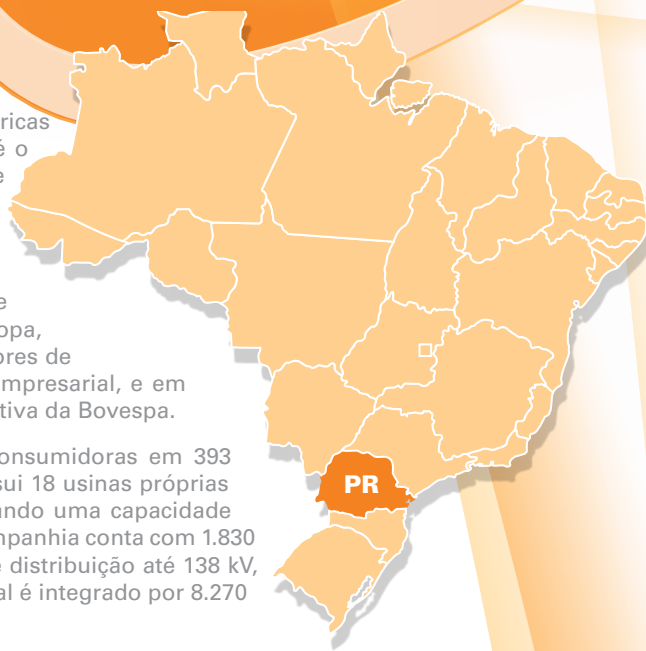 ricas
é o
e
e
opa,
ores de
mpresarial, e em
tiva da Bovespa.
onsumidoras em 393
sui 18 usinas próprias
ando uma capacidade
mpanhia conta com 1.830
e distribuição até 138 kV,
al é integrado por 8.270
PR